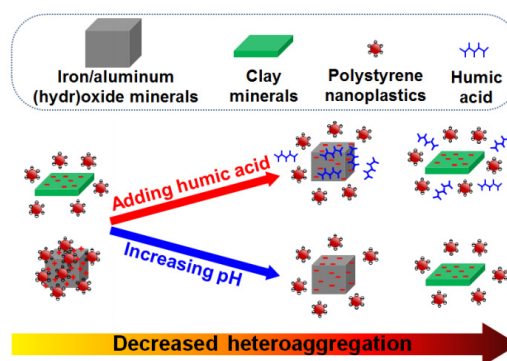 Iron/aluminum
(hydr)oxide minerals
Clay
minerals
Polystyrene
nanoplastics
Humic
acid
Adding humic acid
Increasing pH
Decreased heteroaggregation